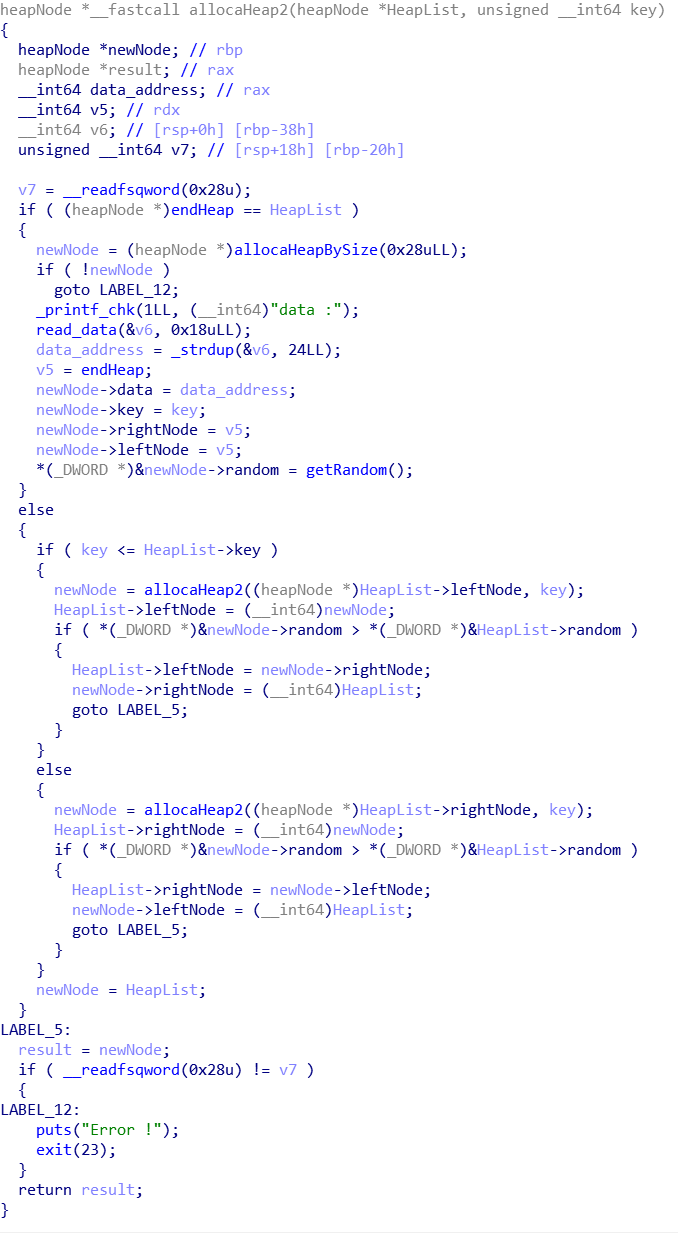 heapNode *__fastcall allocaHeap2(heapNode *HeapList, unsigned __int64 key)
{
  heapNode *newNode; // rbp
  heapNode *result; // rax
  __int64 data_address; // rax
  __int64 v5; // rdx
  __int64 v6; // [rsp+0h] [rbp-38h]
  unsigned __int64 v7; // [rsp+18h] [rbp-20h]

  v7 = __readfsqword(0x28u);
  if ( (heapNode *)endHeap == HeapList )
  {
    newNode = (heapNode *)allocaHeapBySize(0x28uLL);
    if ( !newNode )
      goto LABEL_12;
    _printf_chk(1LL, (__int64)"data :");
    read_data(&v6, 0x18uLL);
    data_address = _strdup(&v6, 24LL);
    v5 = endHeap;
    newNode->data = data_address;
    newNode->key = key;
    newNode->rightNode = v5;
    newNode->leftNode = v5;
    *(_DWORD *)&newNode->random = getRandom();
  }
  else
  {
    if ( key <= HeapList->key )
    {
      newNode = allocaHeap2((heapNode *)HeapList->leftNode, key);
      HeapList->leftNode = (__int64)newNode;
      if ( *(_DWORD *)&newNode->random > *(_DWORD *)&HeapList->random )
      {
        HeapList->leftNode = newNode->rightNode;
        newNode->rightNode = (__int64)HeapList;
        goto LABEL_5;
      }
    }
    else
    {
      newNode = allocaHeap2((heapNode *)HeapList->rightNode, key);
      HeapList->rightNode = (__int64)newNode;
      if ( *(_DWORD *)&newNode->random > *(_DWORD *)&HeapList->random )
      {
        HeapList->rightNode = newNode->leftNode;
        newNode->leftNode = (__int64)HeapList;
        goto LABEL_5;
      }
    }
    newNode = HeapList;
  }
LABEL_5:
  result = newNode;
  if ( __readfsqword(0x28u) != v7 )
  {
LABEL_12:
    puts("Error !");
    exit(23);
  }
  return result;
}